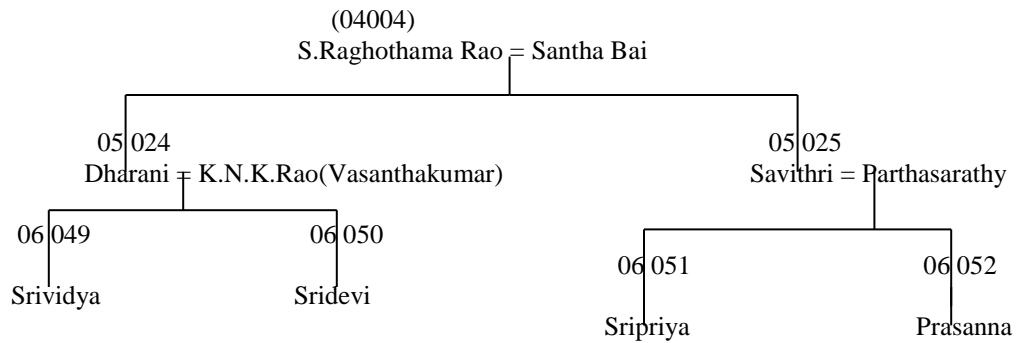 (04004)
S.Raghothama Rao = Santha Bai
05 024 05 025
Dharani = K.N.K.Rao(Vasanthakumar) Savithri = Parthasarathy
06 049 06 050
06 051 06 052
Srividya Sridevi
Sripriya Prasanna